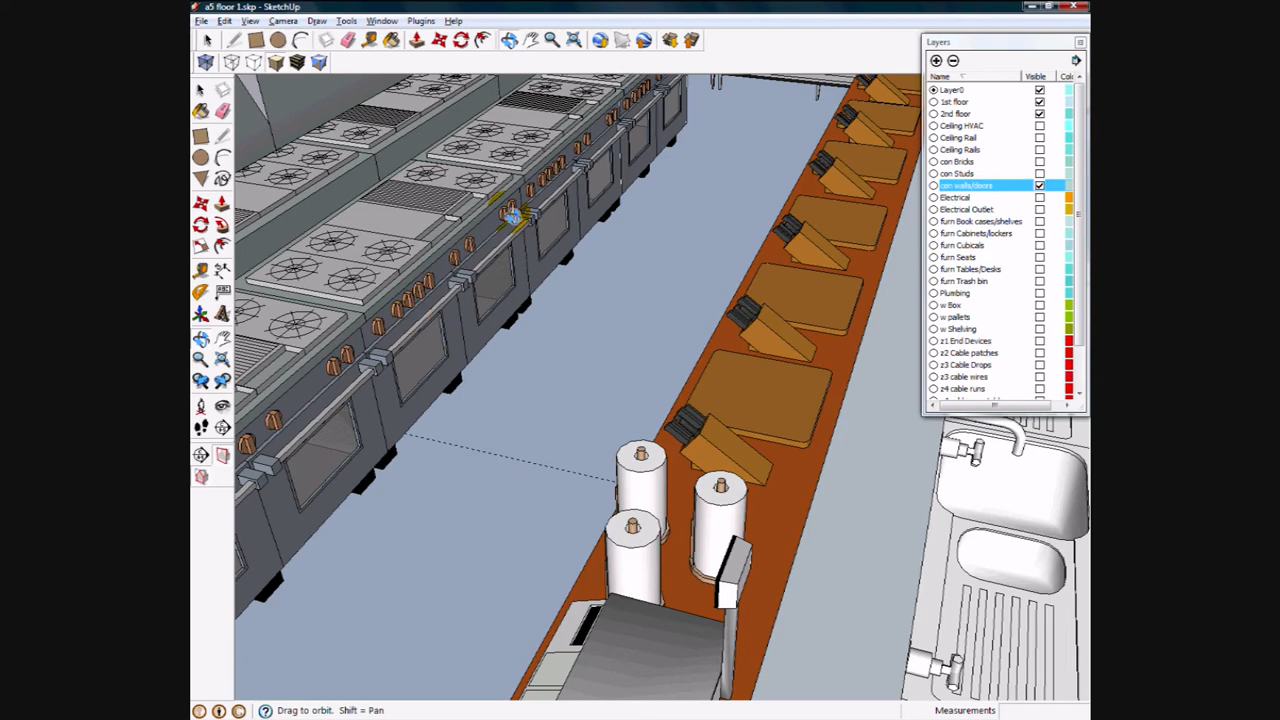 a5 floor 1.skp - SketchUp
File Edit View Camera Draw Tools Window Plugins Help
Layers
Name Visible Colo
Layer0
1st floor
2nd floor
Ceiling HVAC
Ceiling Rail
Ceiling Rails
con Bricks
con Studs
con walls/doors
Electrical
Electrical Outlet
furn Book cases/shelves
furn Cabinets/lockers
furn Cubicals
furn Seats
furn Tables/Desks
furn Trash bin
Plumbing
w Box
w pallets
w Shelving
z1 End Devices
z2 Cable patches
z3 Cable Drops
z3 cable wires
z4 cable runs
Drag to orbit. Shift = Pan
Measurements